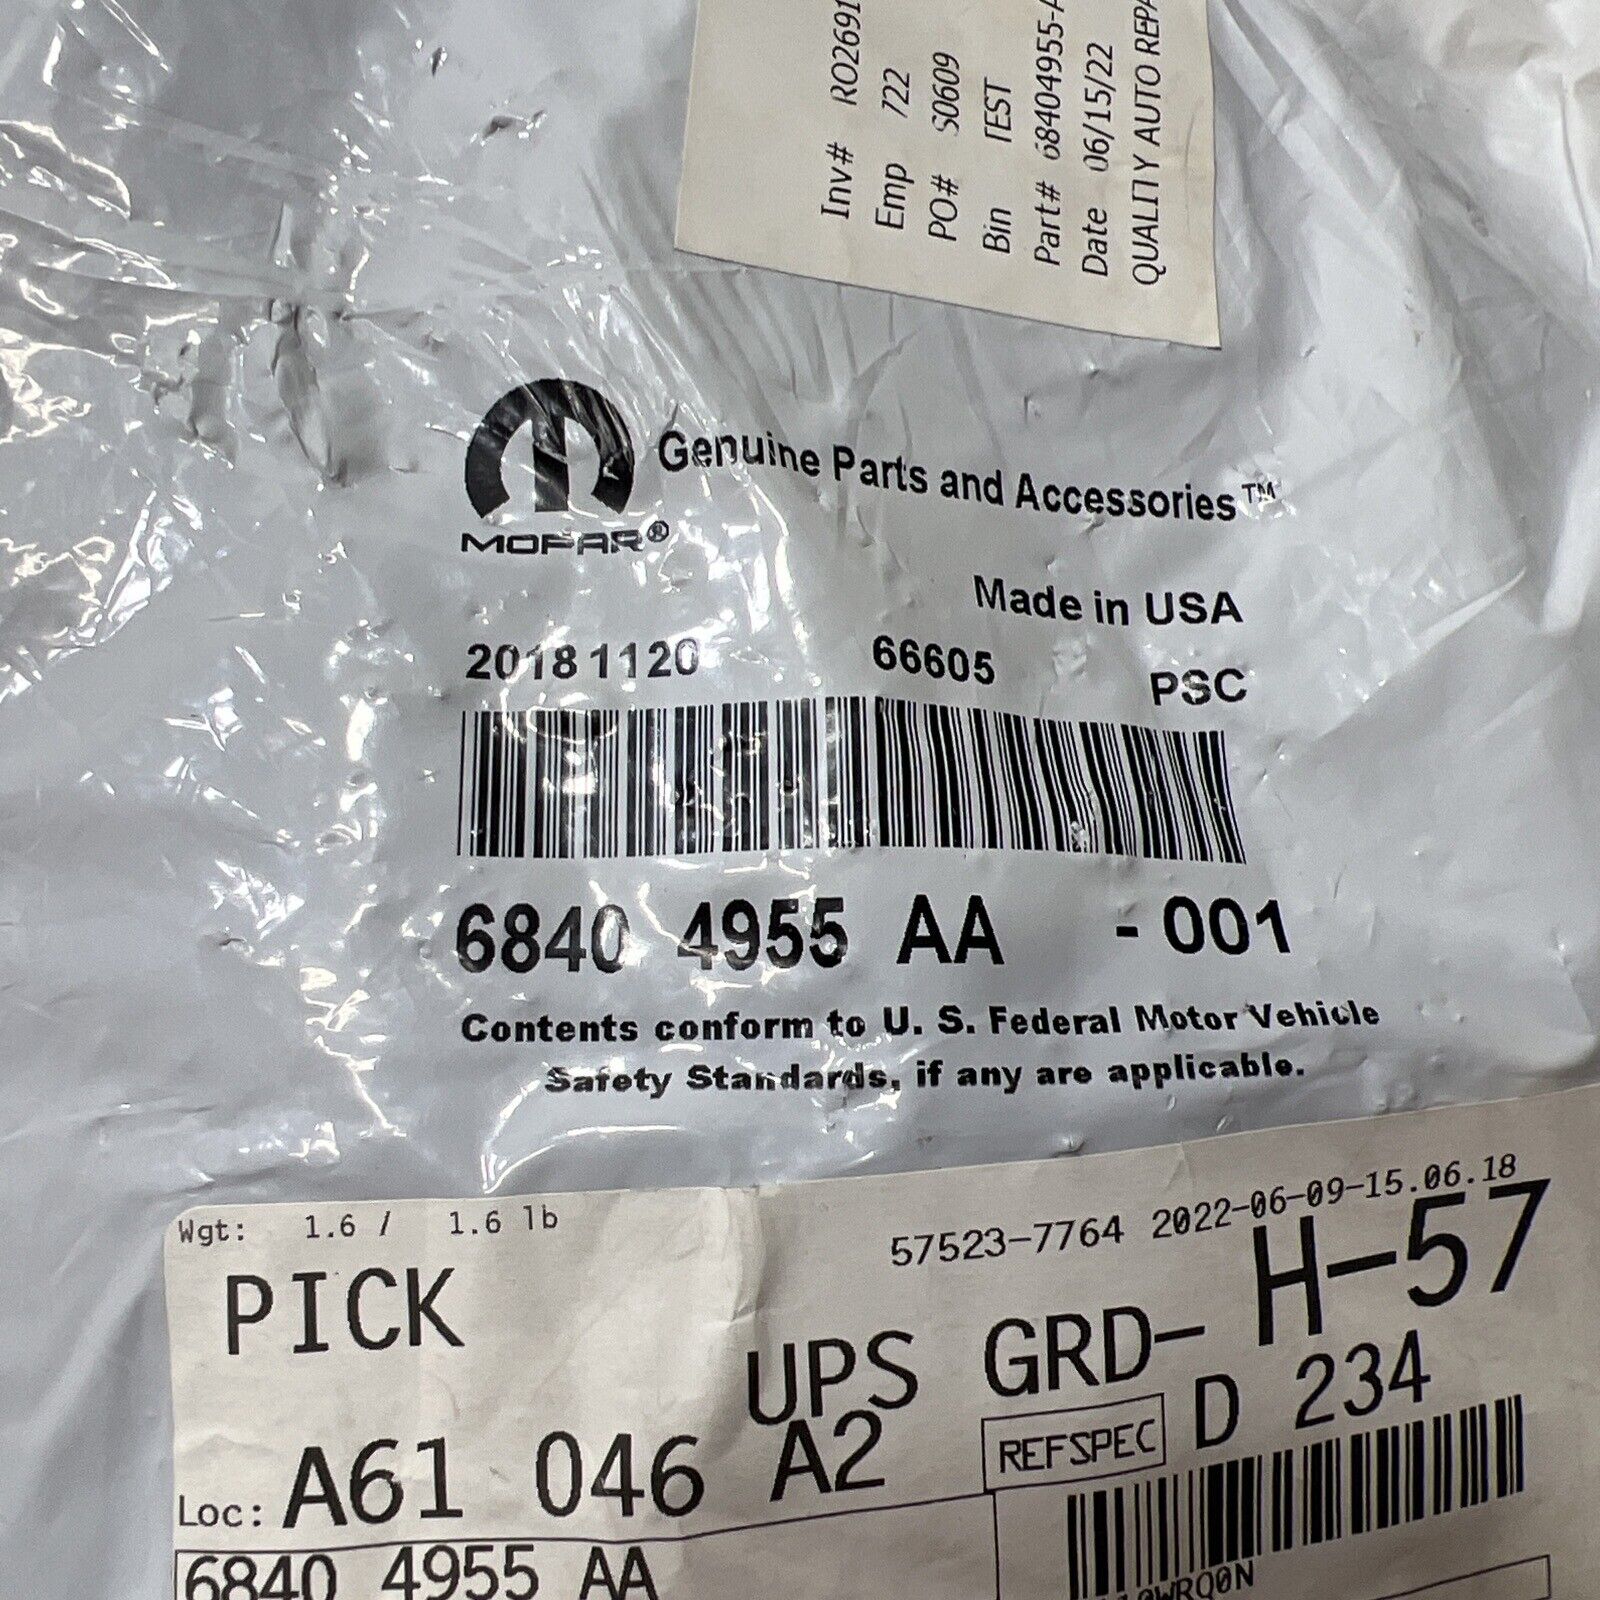 Inv# RO2691
Emp 722
PO# S0609
Bin TEST
Part# 68404955-A
Date 06/15/22
QUALITY AUTO REPA
Genuine Parts and Accessories™
MOPAR®
Made in USA
20181120 66605 PSC
6840 4955 AA -001
Contents conform to U. S. Federal Motor Vehicle
Safety Standards, if any are applicable.
Wgt: 1.6 / 1.6 lb
57523-7764 2022-06-09-15.06.18
PICK
UPS GRD- H-57
Loc: A61 046 A2
REFSPEC D 234
6840 4955 AA